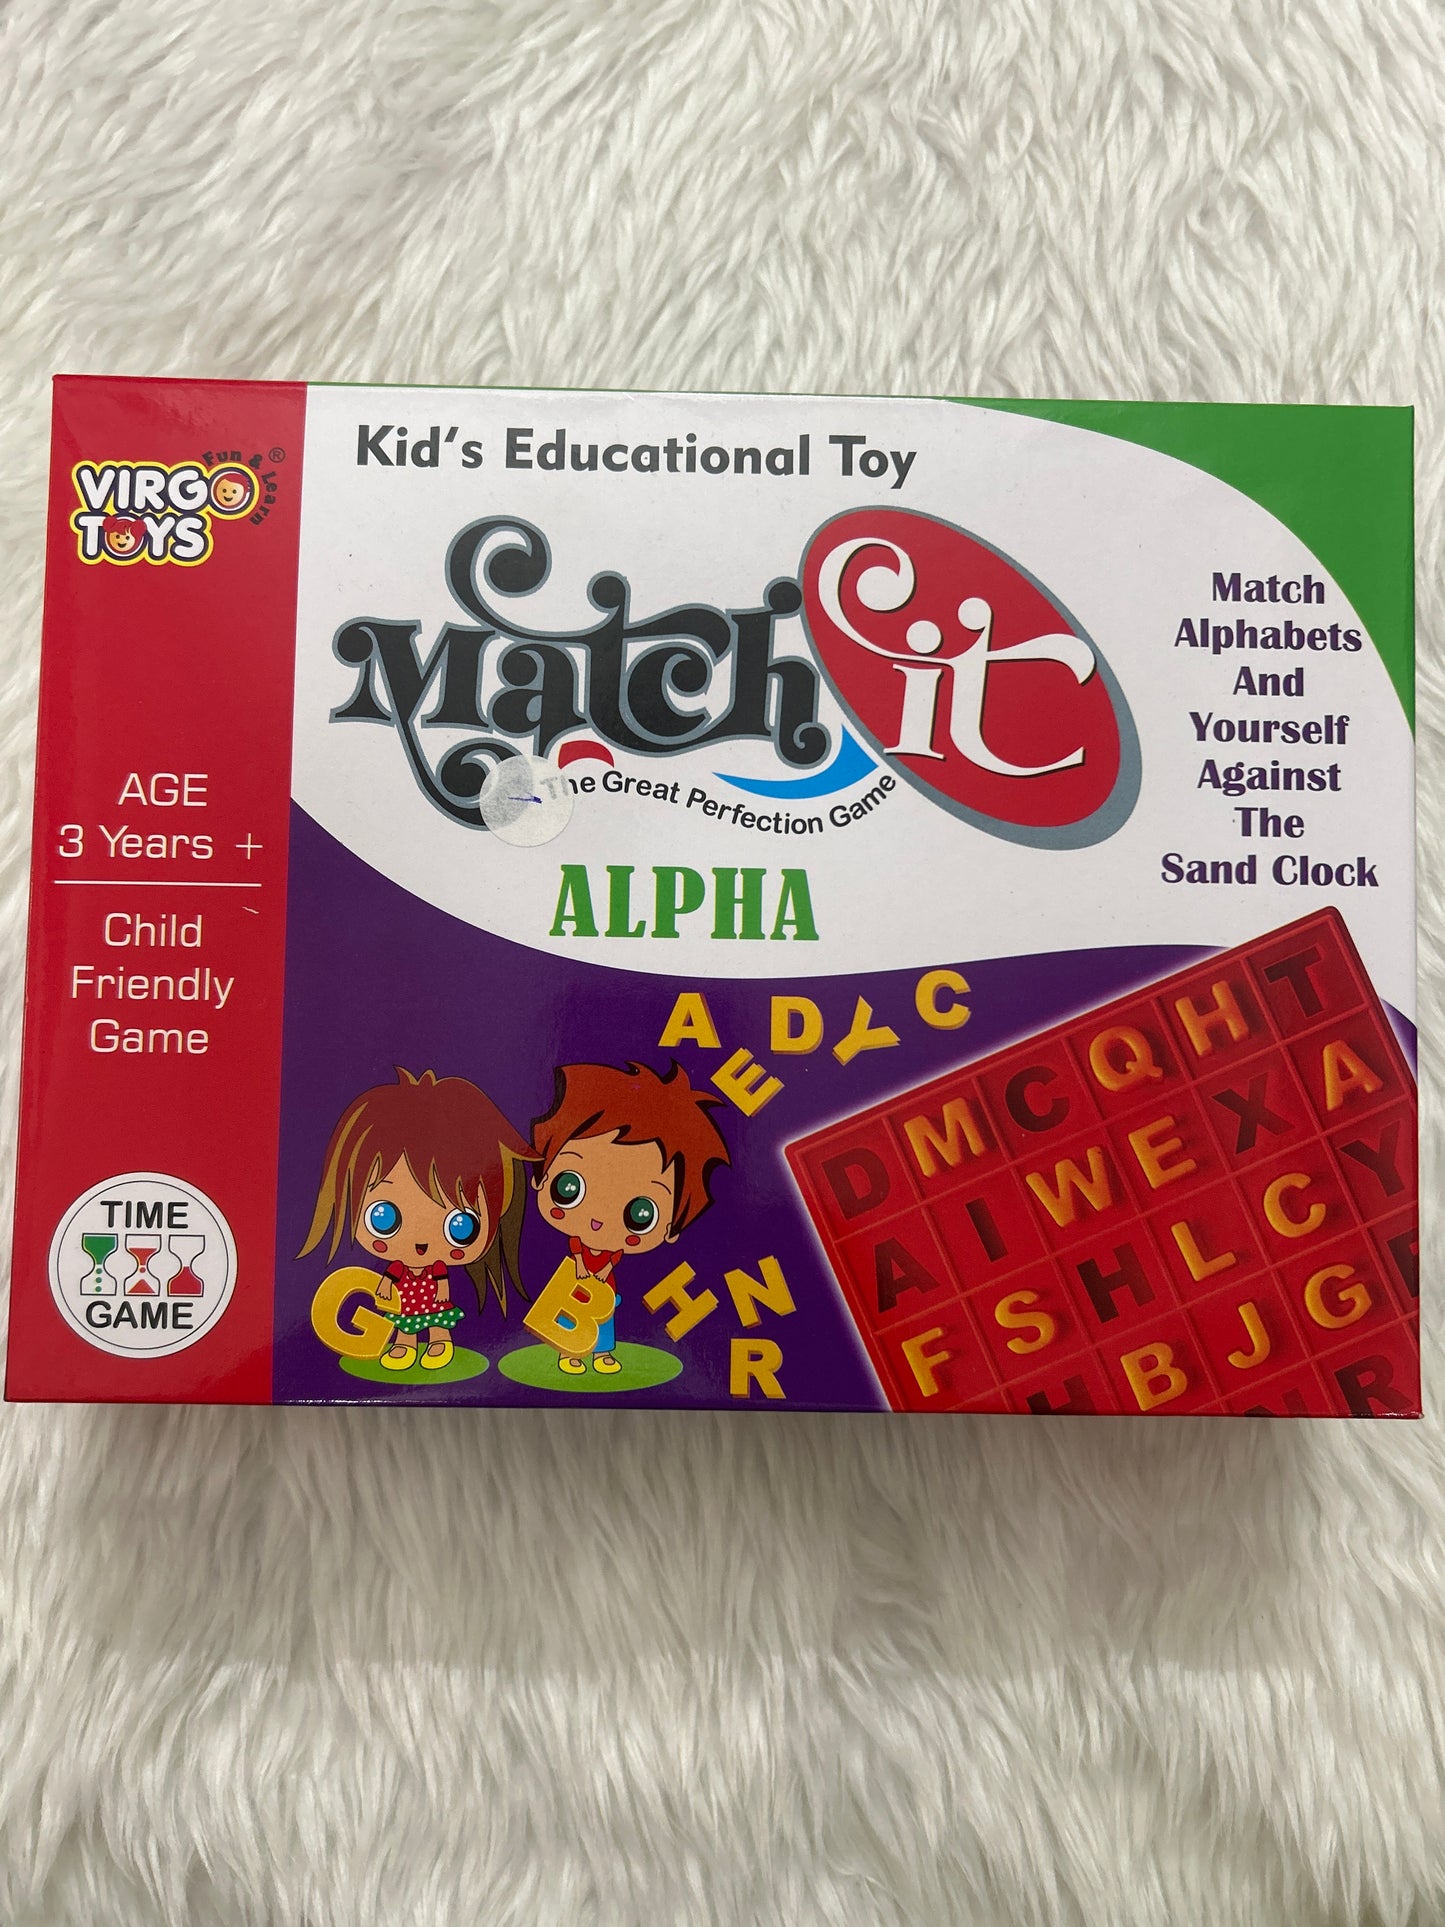 VIRGO
TOYS
Fun & Learn ®
Kid's Educational Toy
Match it
The Great Perfection Game
ALPHA
Match
Alphabets
And
Yourself
Against
The
Sand Clock
AGE
3 Years +
Child
Friendly
Game
TIME
GAME
A D Y C
E
G B H N
R
D M C Q H T
A I W E X A
F S H L C Y
H B J G
N R